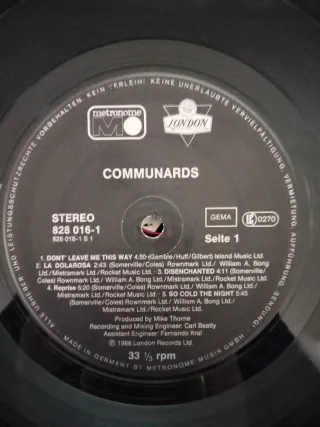 ALLE URHEBER UND LEISTUNGSSCHUTZRECHTE VORBEHALTEN. KEIN VERLEIH! KEINE UNERLAUBTE VERVIELFÄLTIGUNG, VERMIETUNG, AUFFÜHRUNG, SENDUNG!
metronome
M
LONDON
COMMUNARDS
STEREO
828 016-1
828 016-1 S 1
GEMA
LC 0270
Seite 1
1. DONT' LEAVE ME THIS WAY 4:50 (Gamble/Huff/Gilbert) Island Music Ltd.
2. LA DOLAROSA 2:43 (Somerville/Coles) Rownmark Ltd./ William A. Bong
Ltd./Mistramark Ltd./Rocket Music Ltd. · 3. DISENCHANTED 4:11 (Somerville/
Coles) Rownmark Ltd./ William A. Bong Ltd./ Mistramark Ltd./Rocket Music Ltd.
4. Reprise 5:20 (Somerville/Coles) Rownmark Ltd./ William A. Bong Ltd./
Mistramark Ltd./Rocket Music Ltd. · 5. SO COLD THE NIGHT 5:45
(Somerville/Coles) Rownmark Ltd./William A. Bong Ltd./
Mistramark Ltd./Rocket Music Ltd.
Produced by Mike Thorne
Recording and Mixing Engineer: Carl Beatty
Assistant Engineer: Fernando Kral
℗ 1986 London Records Ltd.
33 ⅓ rpm
MADE IN GERMANY BY METRONOME MUSIK GMBH